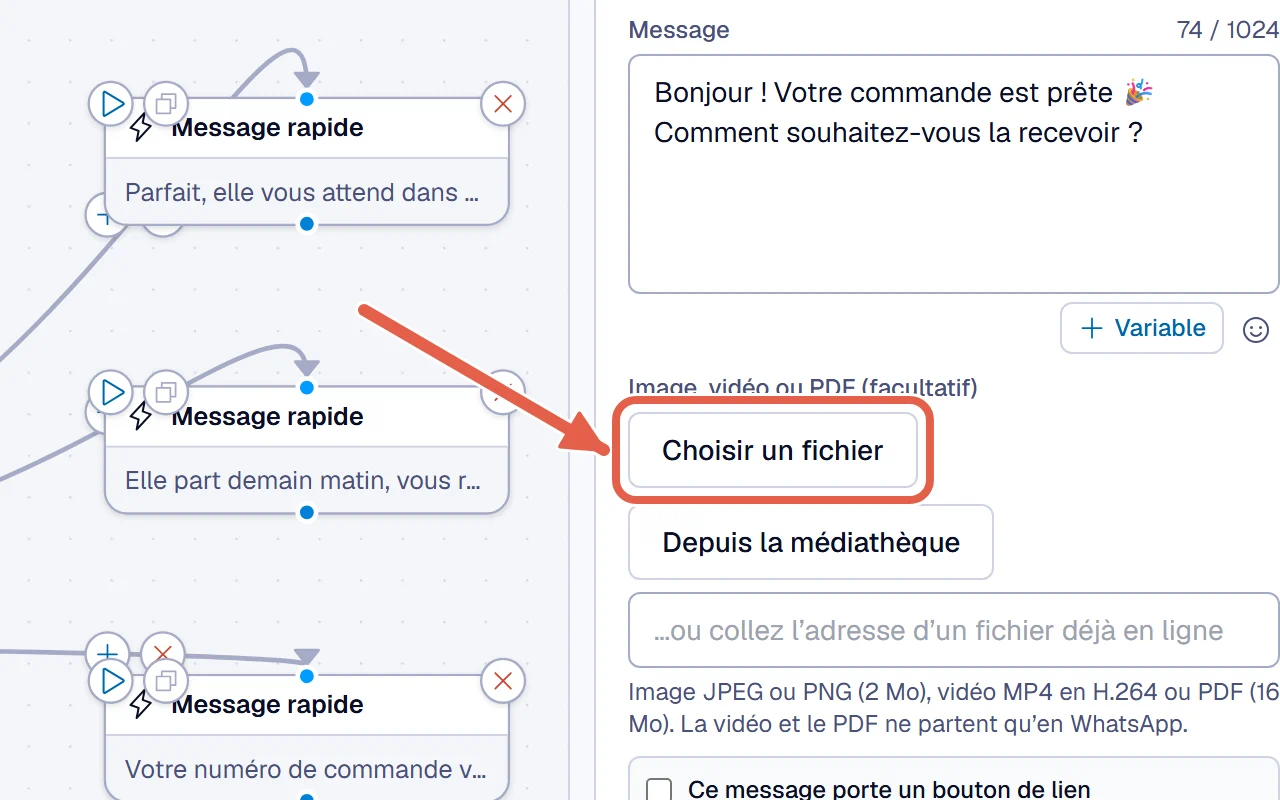 Message
74 / 1024
Bonjour ! Votre commande est prête 🎉
Comment souhaitez-vous la recevoir ?
Variable
Image, vidéo ou PDF (facultatif)
Choisir un fichier
Depuis la médiathèque
…ou collez l’adresse d’un fichier déjà en ligne
Image JPEG ou PNG (2 Mo), vidéo MP4 en H.264 ou PDF (16
Mo). La vidéo et le PDF ne partent qu’en WhatsApp.
Ce message porte un bouton de lien
Message rapide
Parfait, elle vous attend dans …
Message rapide
Elle part demain matin, vous r…
Message rapide
Votre numéro de commande v…